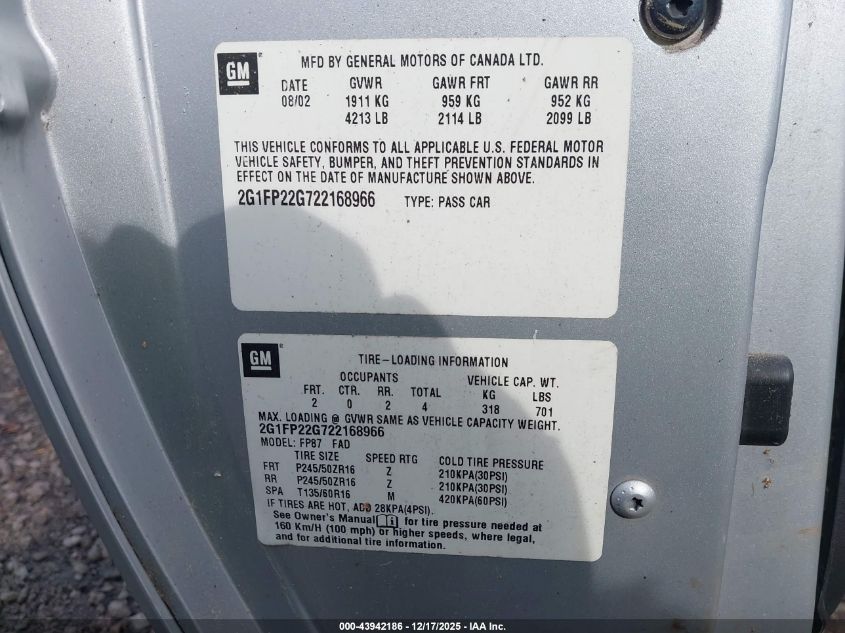 GM
MFD BY GENERAL MOTORS OF CANADA LTD.
DATE GVWR GAWR FRT GAWR RR
08/02 1911 KG 959 KG 952 KG
4213 LB 2114 LB 2099 LB
THIS VEHICLE CONFORMS TO ALL APPLICABLE U.S. FEDERAL MOTOR
VEHICLE SAFETY, BUMPER, AND THEFT PREVENTION STANDARDS IN
EFFECT ON THE DATE OF MANUFACTURE SHOWN ABOVE.
2G1FP22G722168966 TYPE: PASS CAR
GM
TIRE-LOADING INFORMATION
OCCUPANTS VEHICLE CAP. WT.
FRT. CTR. RR. TOTAL KG LBS
2 0 2 4 318 701
MAX. LOADING @ GVWR SAME AS VEHICLE CAPACITY WEIGHT.
2G1FP22G722168966
MODEL: FP87 FAD
TIRE SIZE SPEED RTG COLD TIRE PRESSURE
FRT P245/50ZR16 Z 210KPA(30PSI)
RR P245/50ZR16 Z 210KPA(30PSI)
SPA T135/60R16 M 420KPA(60PSI)
IF TIRES ARE HOT, ADD 28KPA(4PSI).
See Owner's Manual for tire pressure needed at
160 Km/H (100 mph) or higher speeds, where legal,
and for additional tire information.
000-43942186 - 12/17/2025 - IAA Inc.